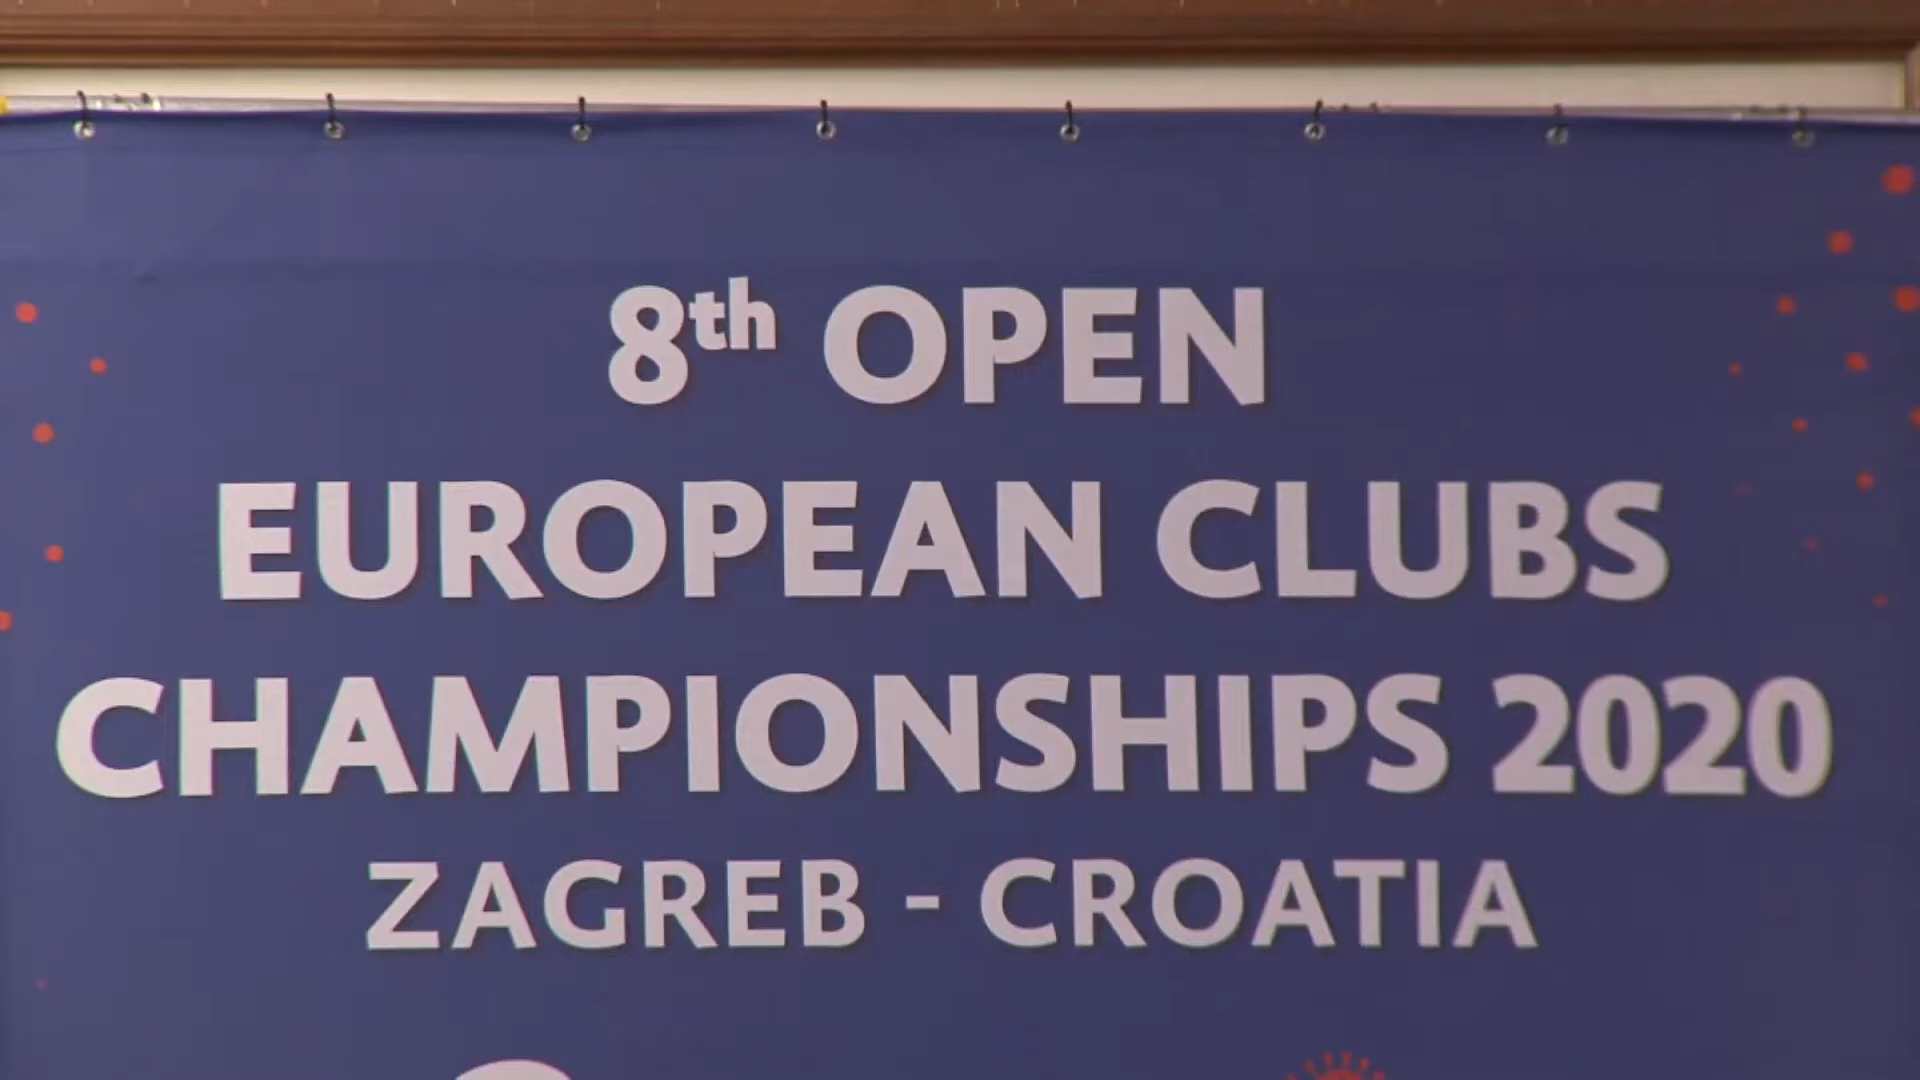 8th OPEN
EUROPEAN CLUBS
CHAMPIONSHIPS 2020
ZAGREB - CROATIA